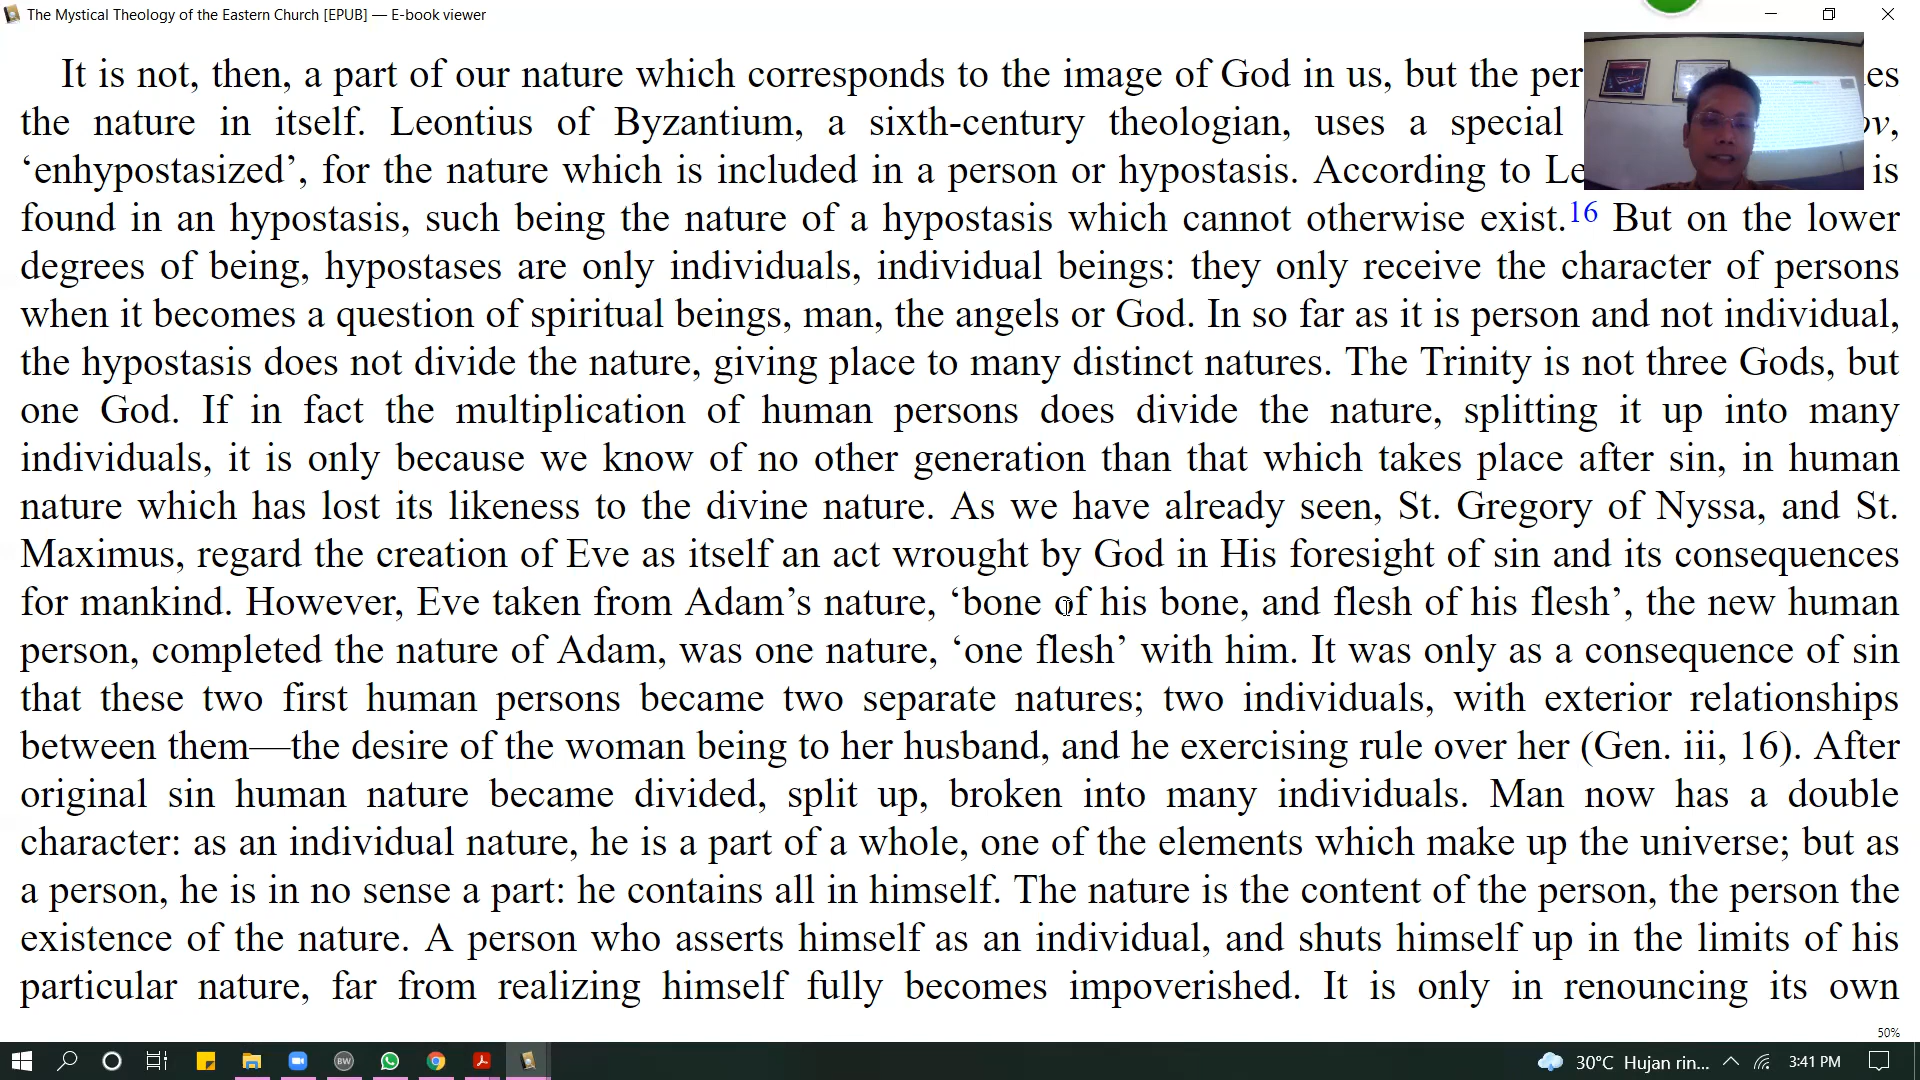 The Mystical Theology of the Eastern Church [EPUB] — E-book viewer
It is not, then, a part of our nature which corresponds to the image of God in us, but the
the nature in itself. Leontius of Byzantium, a sixth-century theologian, uses a special
‘enhypostasized’, for the nature which is included in a person or hypostasis. According to is
found in an hypostasis, such being the nature of a hypostasis which cannot otherwise exist.16 But on the lower
degrees of being, hypostases are only individuals, individual beings: they only receive the character of persons
when it becomes a question of spiritual beings, man, the angels or God. In so far as it is person and not individual,
the hypostasis does not divide the nature, giving place to many distinct natures. The Trinity is not three Gods, but
one God. If in fact the multiplication of human persons does divide the nature, splitting it up into many
individuals, it is only because we know of no other generation than that which takes place after sin, in human
nature which has lost its likeness to the divine nature. As we have already seen, St. Gregory of Nyssa, and St.
Maximus, regard the creation of Eve as itself an act wrought by God in His foresight of sin and its consequences
for mankind. However, Eve taken from Adam’s nature, ‘bone of his bone, and flesh of his flesh’, the new human
person, completed the nature of Adam, was one nature, ‘one flesh’ with him. It was only as a consequence of sin
that these two first human persons became two separate natures; two individuals, with exterior relationships
between them—the desire of the woman being to her husband, and he exercising rule over her (Gen. iii, 16). After
original sin human nature became divided, split up, broken into many individuals. Man now has a double
character: as an individual nature, he is a part of a whole, one of the elements which make up the universe; but as
a person, he is in no sense a part: he contains all in himself. The nature is the content of the person, the person the
existence of the nature. A person who asserts himself as an individual, and shuts himself up in the limits of his
particular nature, far from realizing himself fully becomes impoverished. It is only in renouncing its own
50%
BW
30°C Hujan rin...
3:41 PM